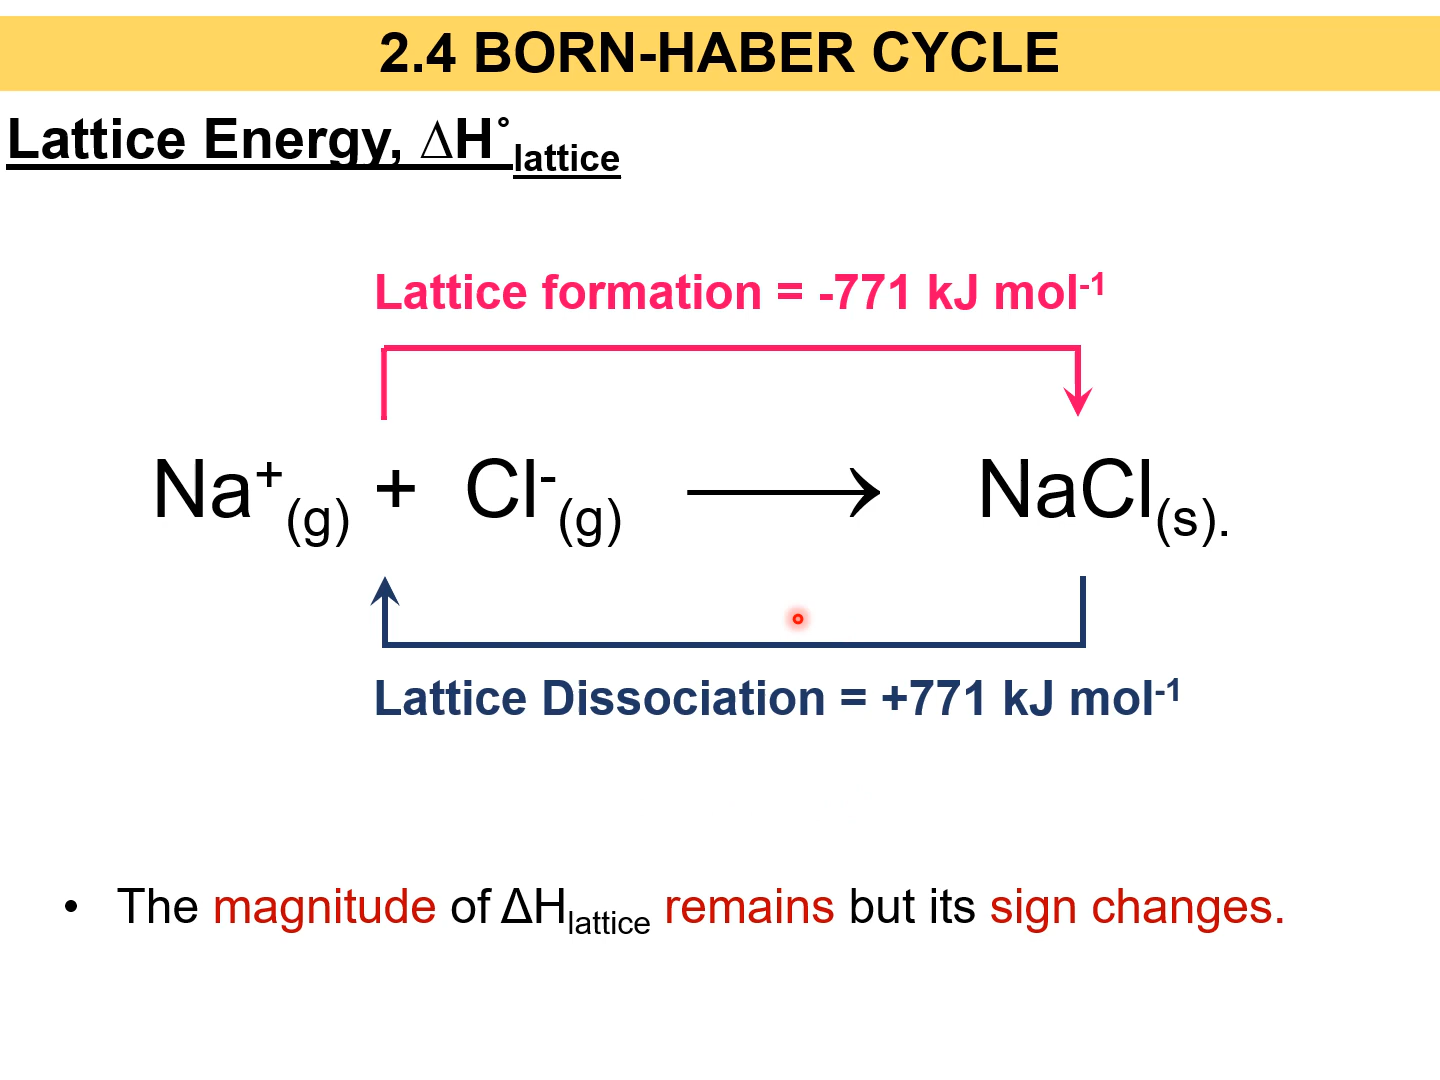 2.4 BORN-HABER CYCLE
Lattice Energy, ∆H˚lattice
Lattice formation = -771 kJ mol-1
Na+(g) + Cl-(g) ⟶ NaCl(s).
Lattice Dissociation = +771 kJ mol-1
• The magnitude of ΔHlattice remains but its sign changes.